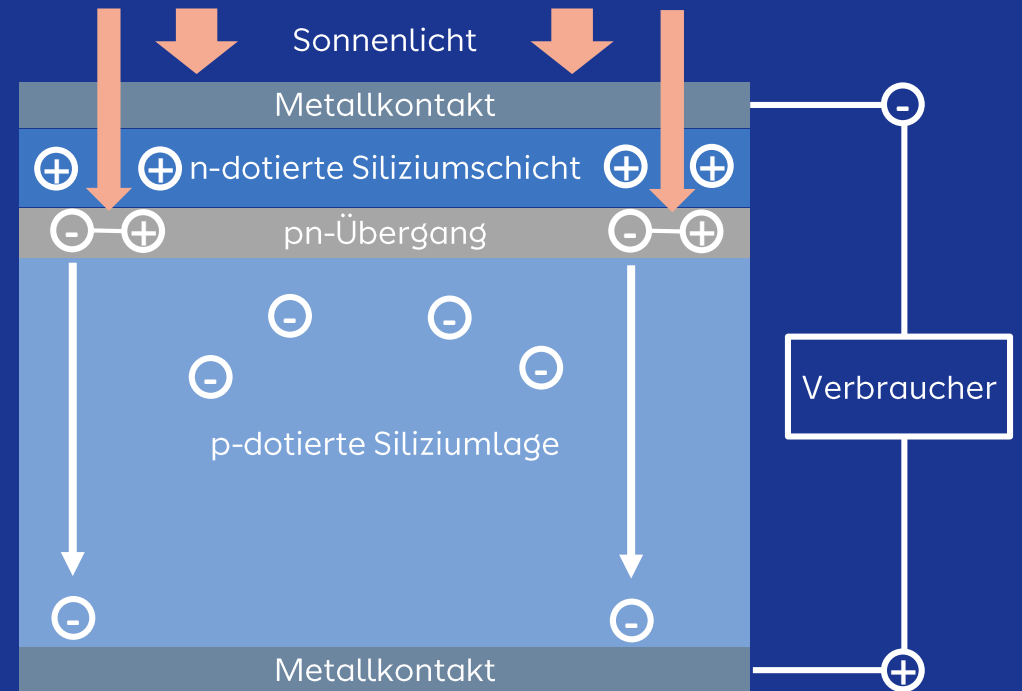 Sonnenlicht
Metallkontakt
-
+ + n-dotierte Siliziumschicht + +
- + pn-Übergang - +
- -
- -
Verbraucher
p-dotierte Siliziumlage
- -
Metallkontakt
+